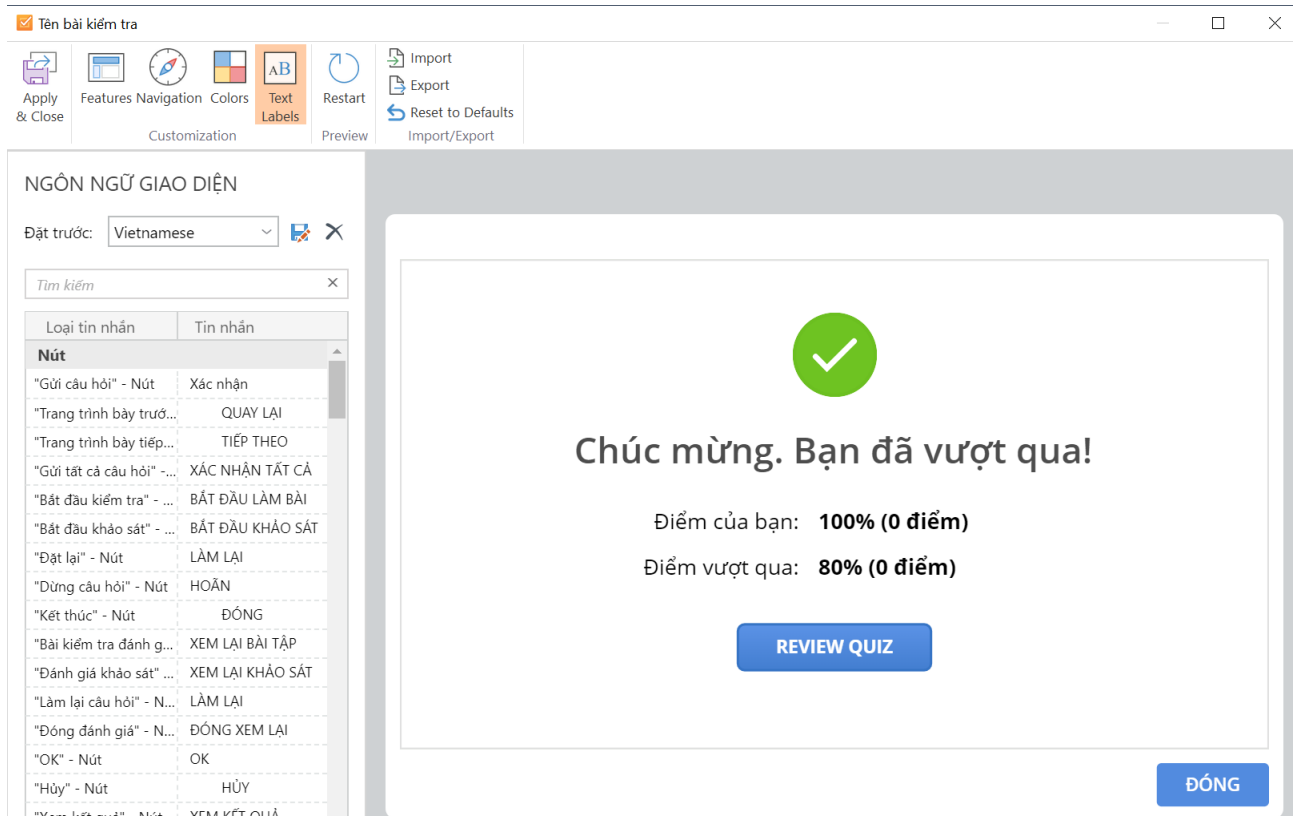 Tên bài kiểm tra
Apply
& Close
Features
Navigation
Colors
Text
Labels
Customization
Restart
Preview
Import
Export
Reset to Defaults
Import/Export
NGÔN NGỮ GIAO DIỆN
Đặt trước: Vietnamese
Tìm kiếm
Loại tin nhắn Tin nhắn
Nút
"Gửi câu hỏi" - Nút Xác nhận
"Trang trình bày trướ... QUAY LẠI
"Trang trình bày tiếp... TIẾP THEO
"Gửi tất cả câu hỏi" -... XÁC NHẬN TẤT CẢ
"Bắt đầu kiểm tra" - ... BẮT ĐẦU LÀM BÀI
"Bắt đầu khảo sát" - ... BẮT ĐẦU KHẢO SÁT
"Đặt lại" - Nút LÀM LẠI
"Dừng câu hỏi" - Nút HOÃN
"Kết thúc" - Nút ĐÓNG
"Bài kiểm tra đánh g... XEM LẠI BÀI TẬP
"Đánh giá khảo sát" ... XEM LẠI KHẢO SÁT
"Làm lại câu hỏi" - N... LÀM LẠI
"Đóng đánh giá" - N... ĐÓNG XEM LẠI
"OK" - Nút OK
"Hủy" - Nút HỦY
"Xem kết quả" - Nút XEM KẾT QUẢ
Chúc mừng. Bạn đã vượt qua!
Điểm của bạn: 100% (0 điểm)
Điểm vượt qua: 80% (0 điểm)
REVIEW QUIZ
ĐÓNG